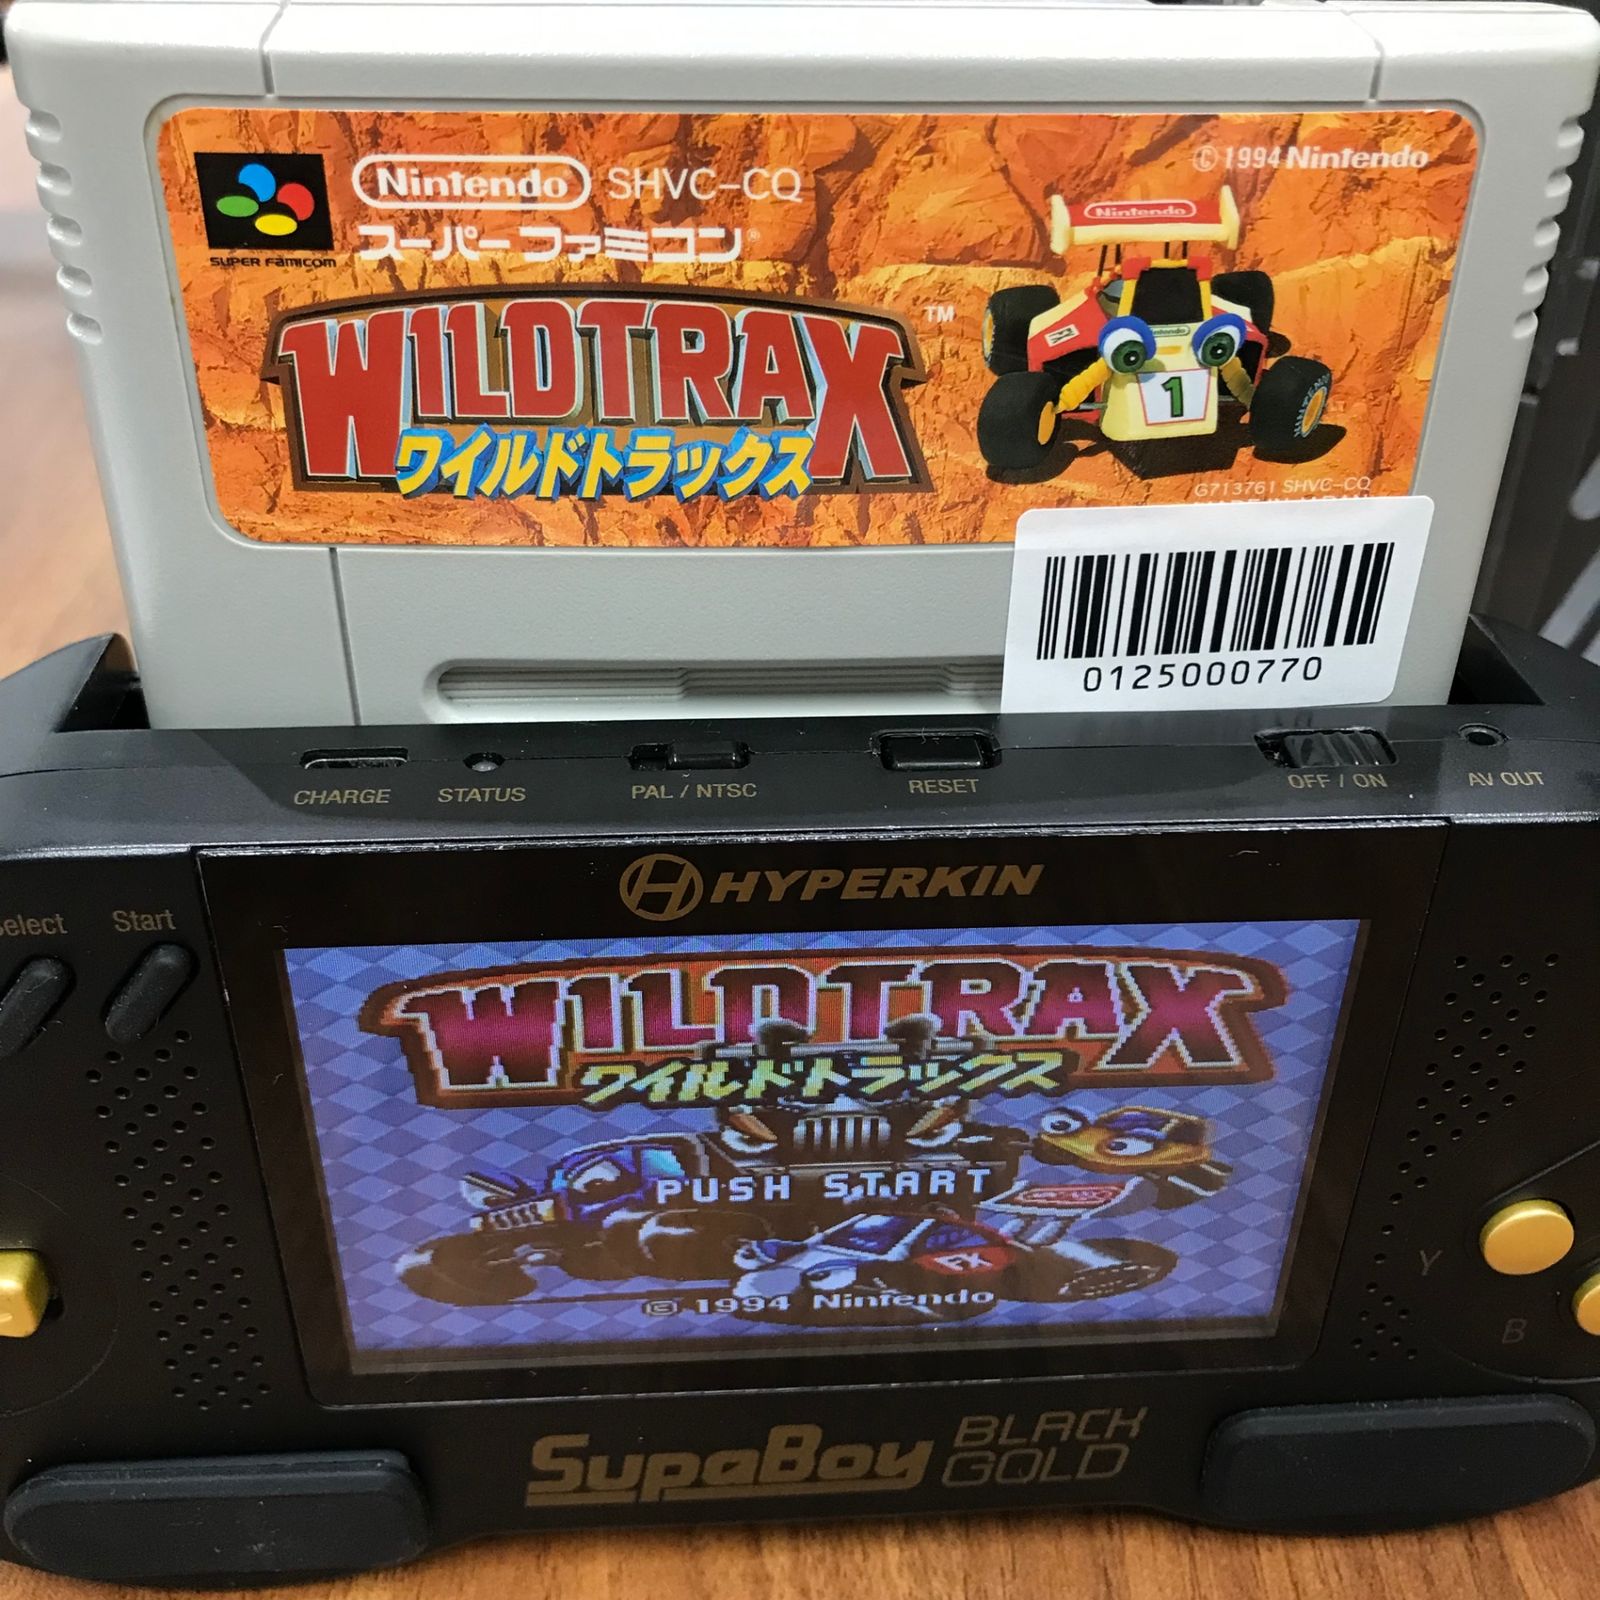 SUPER FAMICOM
Nintendo SHVC-CQ
スーパーファミコン®
© 1994 Nintendo
WILDTRAX ™
ワイルドトラックス
Nintendo
Nintendo
1
G713761 SHVC-CQ
0125000770
CHARGE STATUS PAL / NTSC RESET OFF / ON AV OUT
HYPERKIN
Start
WILDTRAX
ワイルドトラックス
PUSH START
FX
© 1994 Nintendo
Y
B
SupaBoy BLACK GOLD